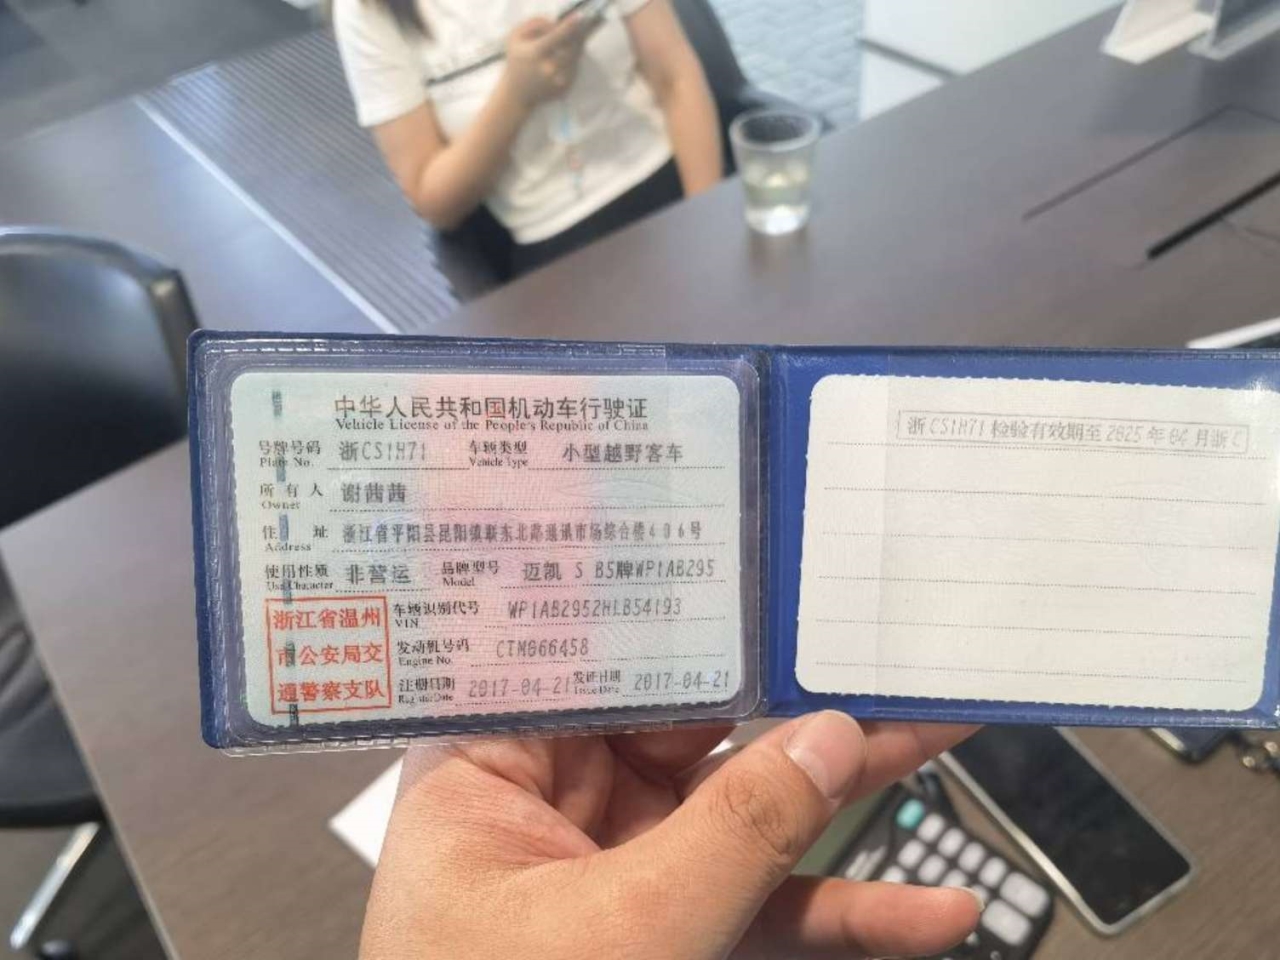 中华人民共和国机动车行驶证
Vehicle License of the People's Republic of China
号牌号码 浙CS1H71 车辆类型 小型越野客车
Plate No. Vehicle Type
所有人 谢茜茜
Owner
住址 浙江省平阳县昆阳镇联东北路通讯市场综合楼406号
Address
使用性质 非营运 品牌型号 迈凯 S B5牌WP1AB295
Use Character Model
浙江省温州
市公安局交
通警察支队
车辆识别代号 WP1AB2952HLB54193
VIN
发动机号码 CTM066458
Engine No.
注册日期 2017-04-21 发证日期 2017-04-21
Register Date Issue Date
浙CS1H71 检验有效期至 2025年04月浙C